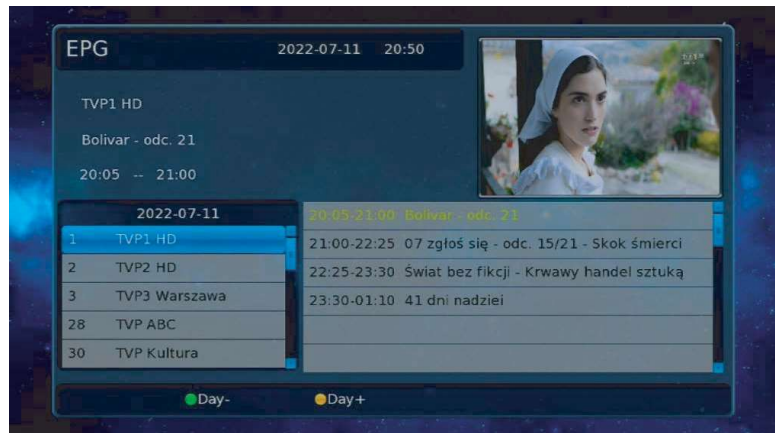 EPG
2022-07-11 20:50
TVP1 HD
Bolivar - odc. 21
20:05 -- 21:00
2022-07-11
1 TVP1 HD
2 TVP2 HD
3 TVP3 Warszawa
28 TVP ABC
30 TVP Kultura
20:05-21:00 Bolivar - odc. 21
21:00-22:25 07 zgłoś się - odc. 15/21 - Skok śmierci
22:25-23:30 Świat bez fikcji - Krwawy handel sztuką
23:30-01:10 41 dni nadziei
Day-
Day+